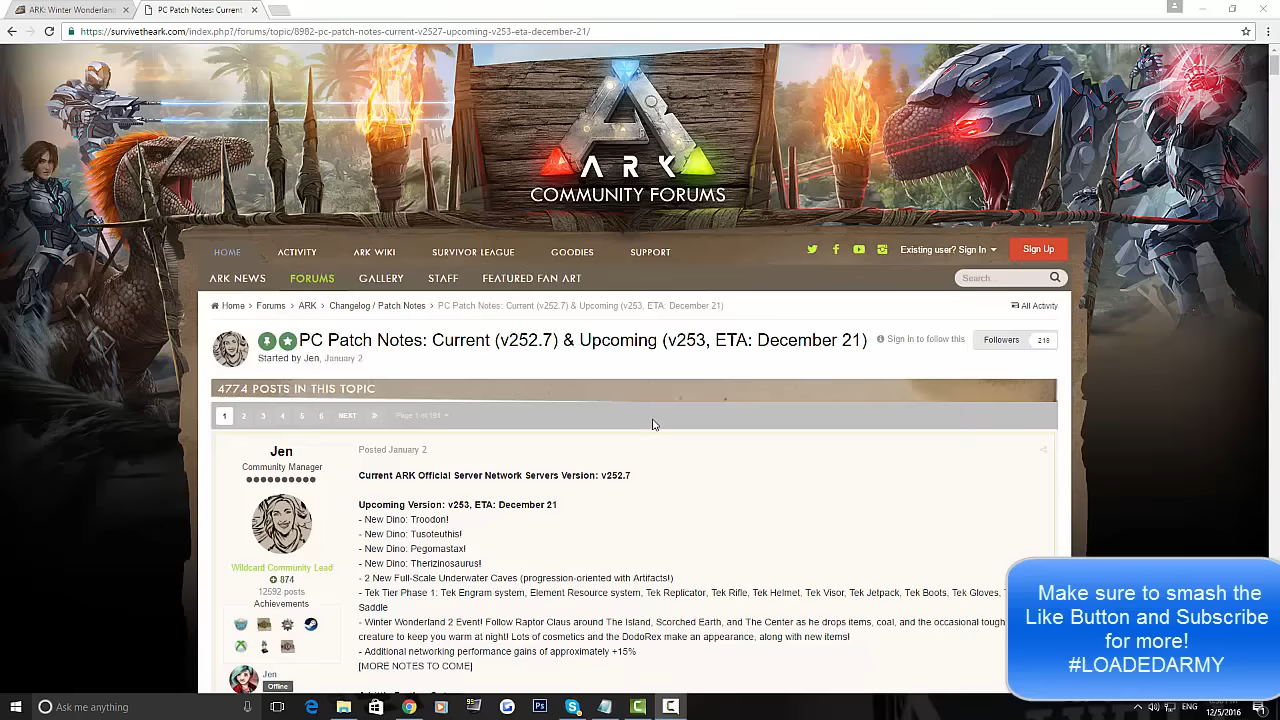 ARK: Winter Wonderland
PC Patch Notes: Current
https://survivetheark.com/index.php?/forums/topic/8982-pc-patch-notes-current-v2527-upcoming-v253-eta-december-21/
ARK
COMMUNITY FORUMS
HOME ACTIVITY ARK WIKI SURVIVOR LEAGUE GOODIES SUPPORT
Existing user? Sign In Sign Up
ARK NEWS FORUMS GALLERY STAFF FEATURED FAN ART
Search...
Home Forums ARK Changelog / Patch Notes PC Patch Notes: Current (v252.7) & Upcoming (v253, ETA: December 21)
All Activity
PC Patch Notes: Current (v252.7) & Upcoming (v253, ETA: December 21)
Sign in to follow this Followers 218
Started by Jen, January 2
4774 POSTS IN THIS TOPIC
1 2 3 4 5 6 NEXT » Page 1 of 191
Jen
Community Manager
Wildcard Community Lead
874
12592 posts
Achievements
Jen
Offline
Posted January 2
Current ARK Official Server Network Servers Version: v252.7
Upcoming Version: v253, ETA: December 21
- New Dino: Troodon!
- New Dino: Tusoteuthis!
- New Dino: Pegomastax!
- New Dino: Therizinosaurus!
- 2 New Full-Scale Underwater Caves (progression-oriented with Artifacts!)
- Tek Tier Phase 1: Tek Engram system, Element Resource system, Tek Replicator, Tek Rifle, Tek Helmet, Tek Visor, Tek Jetpack, Tek Boots, Tek Gloves,
Saddle
- Winter Wonderland 2 Event! Follow Raptor Claus around The Island, Scorched Earth, and The Center as he drops items, coal, and the occasional tough
creature to keep you warm at night! Lots of cosmetics and the DodoRex make an appearance, along with new items!
- Additional networking performance gains of approximately +15%
[MORE NOTES TO COME]
Make sure to smash the
Like Button and Subscribe
for more!
#LOADEDARMY
Ask me anything
ENG
12/5/2016